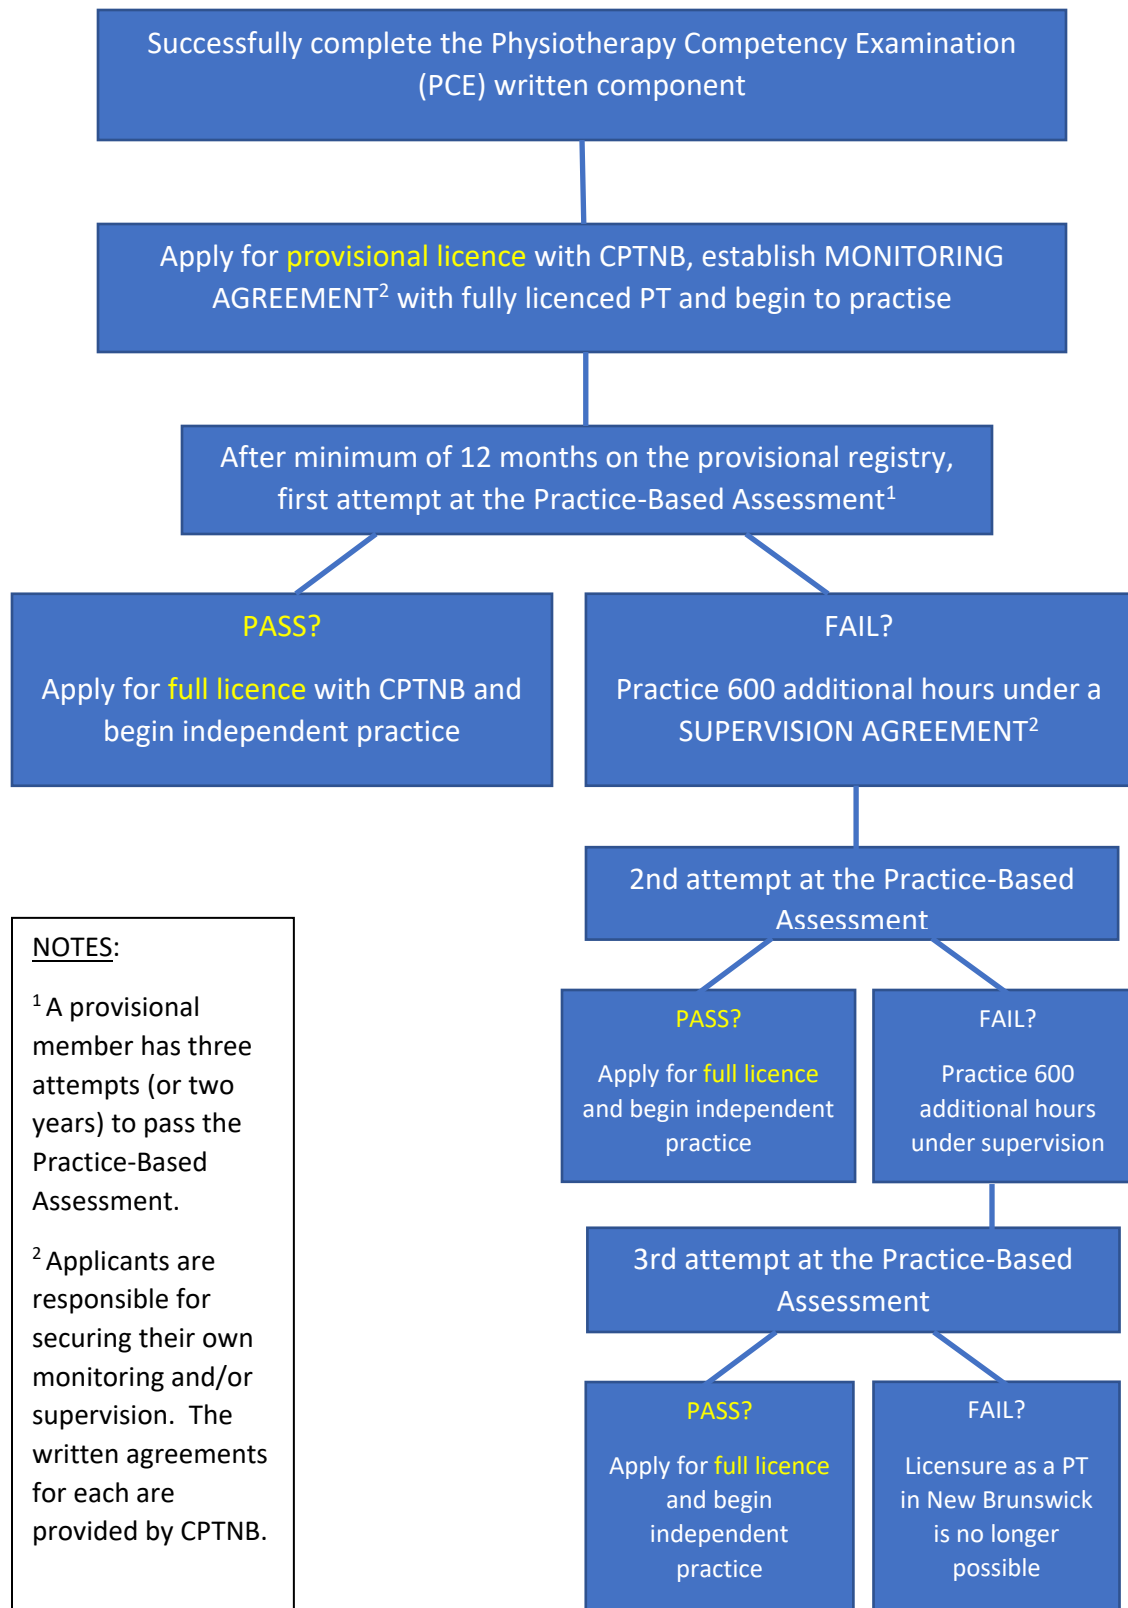 Successfully complete the Physiotherapy Competency Examination
(PCE) written component
Apply for provisional licence with CPTNB, establish MONITORING
AGREEMENT² with fully licenced PT and begin to practise
After minimum of 12 months on the provisional registry,
first attempt at the Practice-Based Assessment¹
PASS?
Apply for full licence with CPTNB and
begin independent practice
FAIL?
Practice 600 additional hours under a
SUPERVISION AGREEMENT²
2nd attempt at the Practice-Based
Assessment
PASS?
Apply for full licence
and begin independent
practice
FAIL?
Practice 600
additional hours
under supervision
3rd attempt at the Practice-Based
Assessment
PASS?
Apply for full licence
and begin
independent
practice
FAIL?
Licensure as a PT
in New Brunswick
is no longer
possible
NOTES:
¹ A provisional
member has three
attempts (or two
years) to pass the
Practice-Based
Assessment.
² Applicants are
responsible for
securing their own
monitoring and/or
supervision. The
written agreements
for each are
provided by CPTNB.